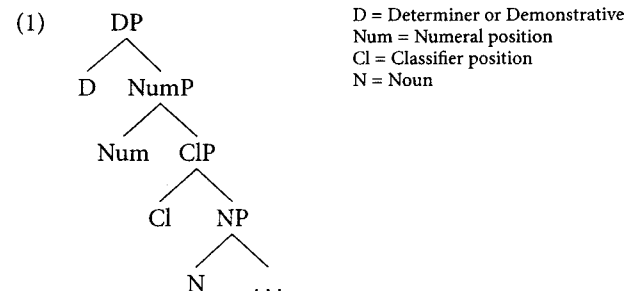 (1) DP
D NumP
Num ClP
Cl NP
N ...
D = Determiner or Demonstrative
Num = Numeral position
Cl = Classifier position
N = Noun